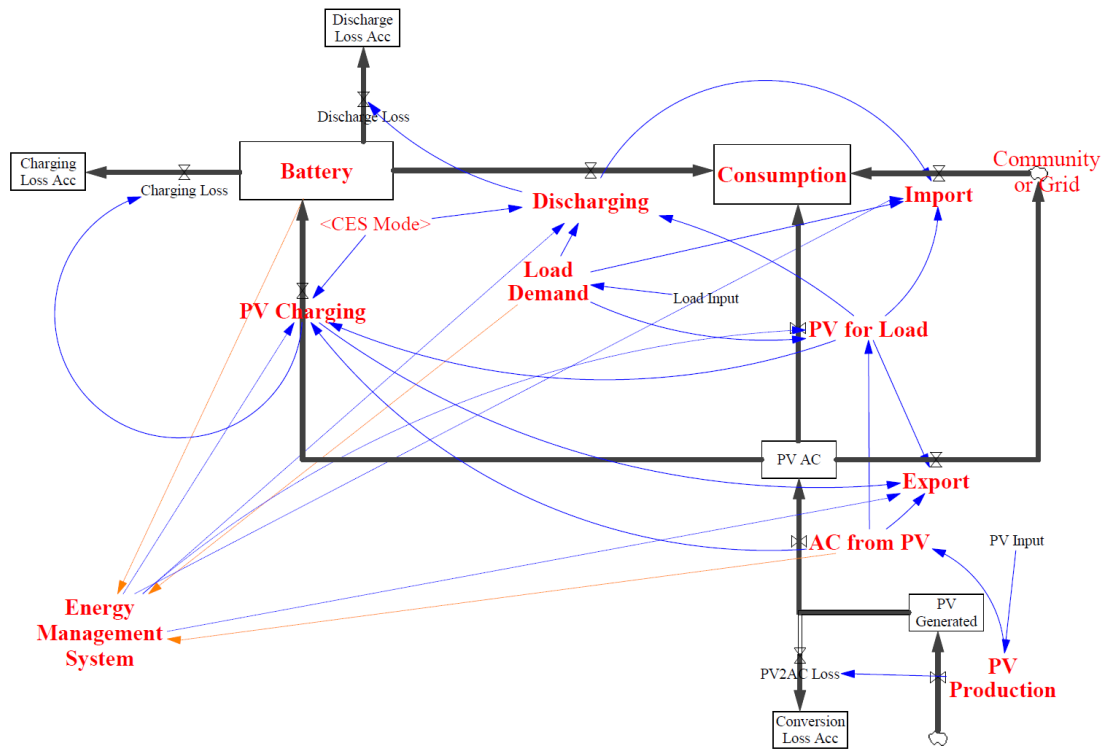 Discharge
Loss Acc
Discharge Loss
Charging
Loss Acc
Charging Loss
Battery
Consumption
Community
or Grid
Import
Discharging
<CES Mode>
Load
Demand
Load Input
PV Charging
PV for Load
PV AC
Export
AC from PV
PV Input
Energy
Management
System
PV
Generated
PV
Production
PV2AC Loss
Conversion
Loss Acc